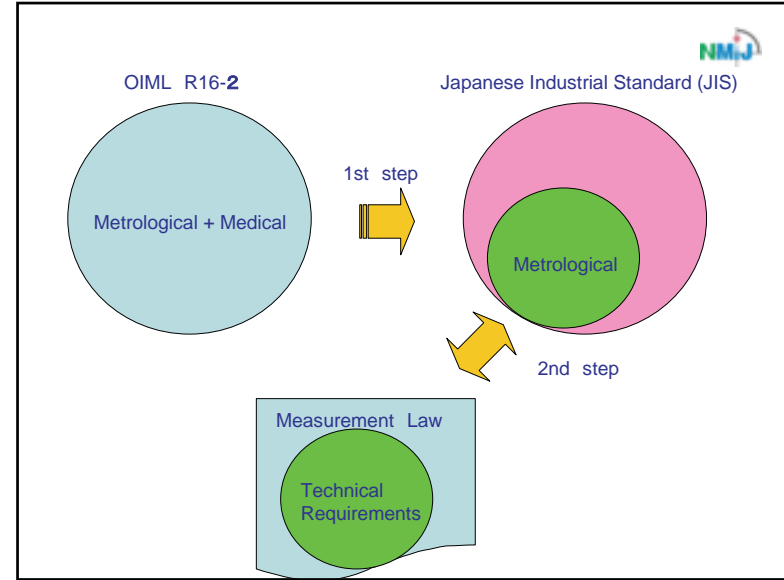 NMIJ
OIML R16-2
Japanese Industrial Standard (JIS)
1st step
Metrological + Medical
Metrological
2nd step
Measurement Law
Technical
Requirements